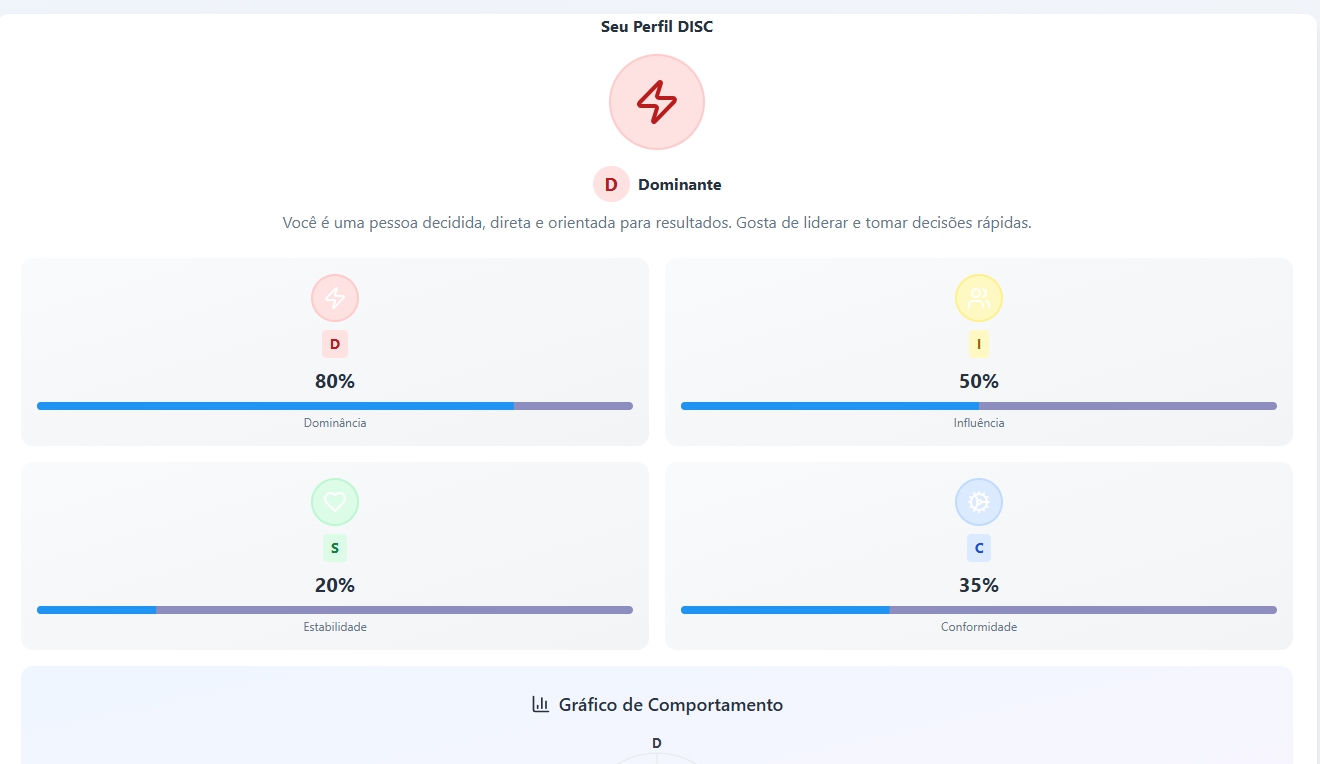 Seu Perfil DISC
D Dominante
Você é uma pessoa decidida, direta e orientada para resultados. Gosta de liderar e tomar decisões rápidas.
D
80%
Dominância
I
50%
Influência
S
20%
Estabilidade
C
35%
Conformidade
Gráfico de Comportamento
D